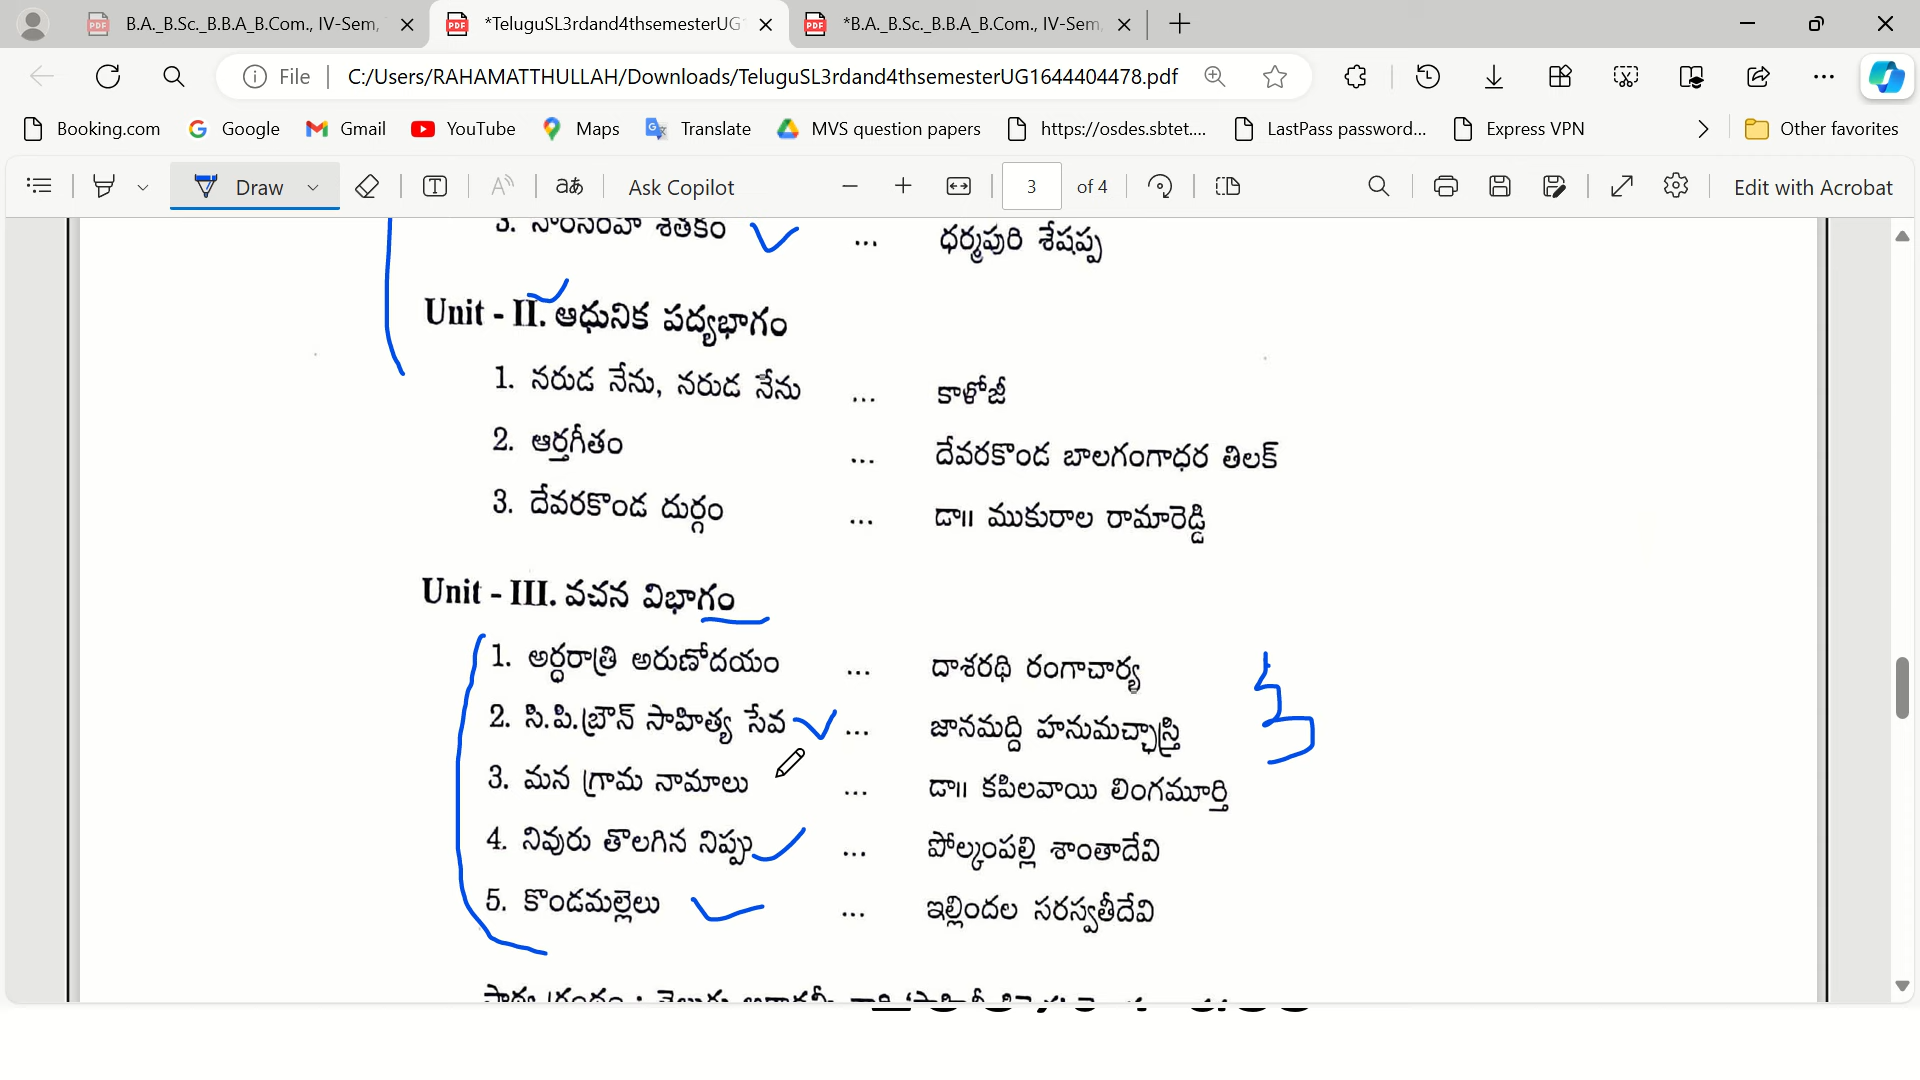 B.A._B.Sc._B.B.A_B.Com., IV-Sem,
*TeluguSL3rdand4thsemesterUG
*B.A._B.Sc._B.B.A_B.Com., IV-Sem,
File
C:/Users/RAHAMATTHULLAH/Downloads/TeluguSL3rdand4thsemesterUG1644404478.pdf
Booking.com Google Gmail YouTube Maps Translate MVS question papers https://osdes.sbtet.... LastPass password... Express VPN Other favorites
Draw Ask Copilot 3 of 4 Edit with Acrobat
3. నారసింహ శతకం ... ధర్మపురి శేషప్ప
Unit - II. ఆధునిక పద్యభాగం
1. నరుడ నేను, నరుడ నేను ... కాళోజీ
2. ఆర్తగీతం ... దేవరకొండ బాలగంగాధర తిలక్
3. దేవరకొండ దుర్గం ... డా॥ ముకురాల రామారెడ్డి
Unit - III. వచన విభాగం
1. అర్ధరాత్రి అరుణోదయం ... దాశరథి రంగాచార్య
2. సి.పి.బ్రౌన్ సాహిత్య సేవ ... జానమద్ది హనుమచ్ఛాస్త్రి
3. మన గ్రామ నామాలు ... డా॥ కపిలవాయి లింగమూర్తి
4. నివురు తొలగిన నిప్పు ... పోల్కంపల్లి శాంతాదేవి
5. కొండమల్లెలు ... ఇల్లిందల సరస్వతీదేవి